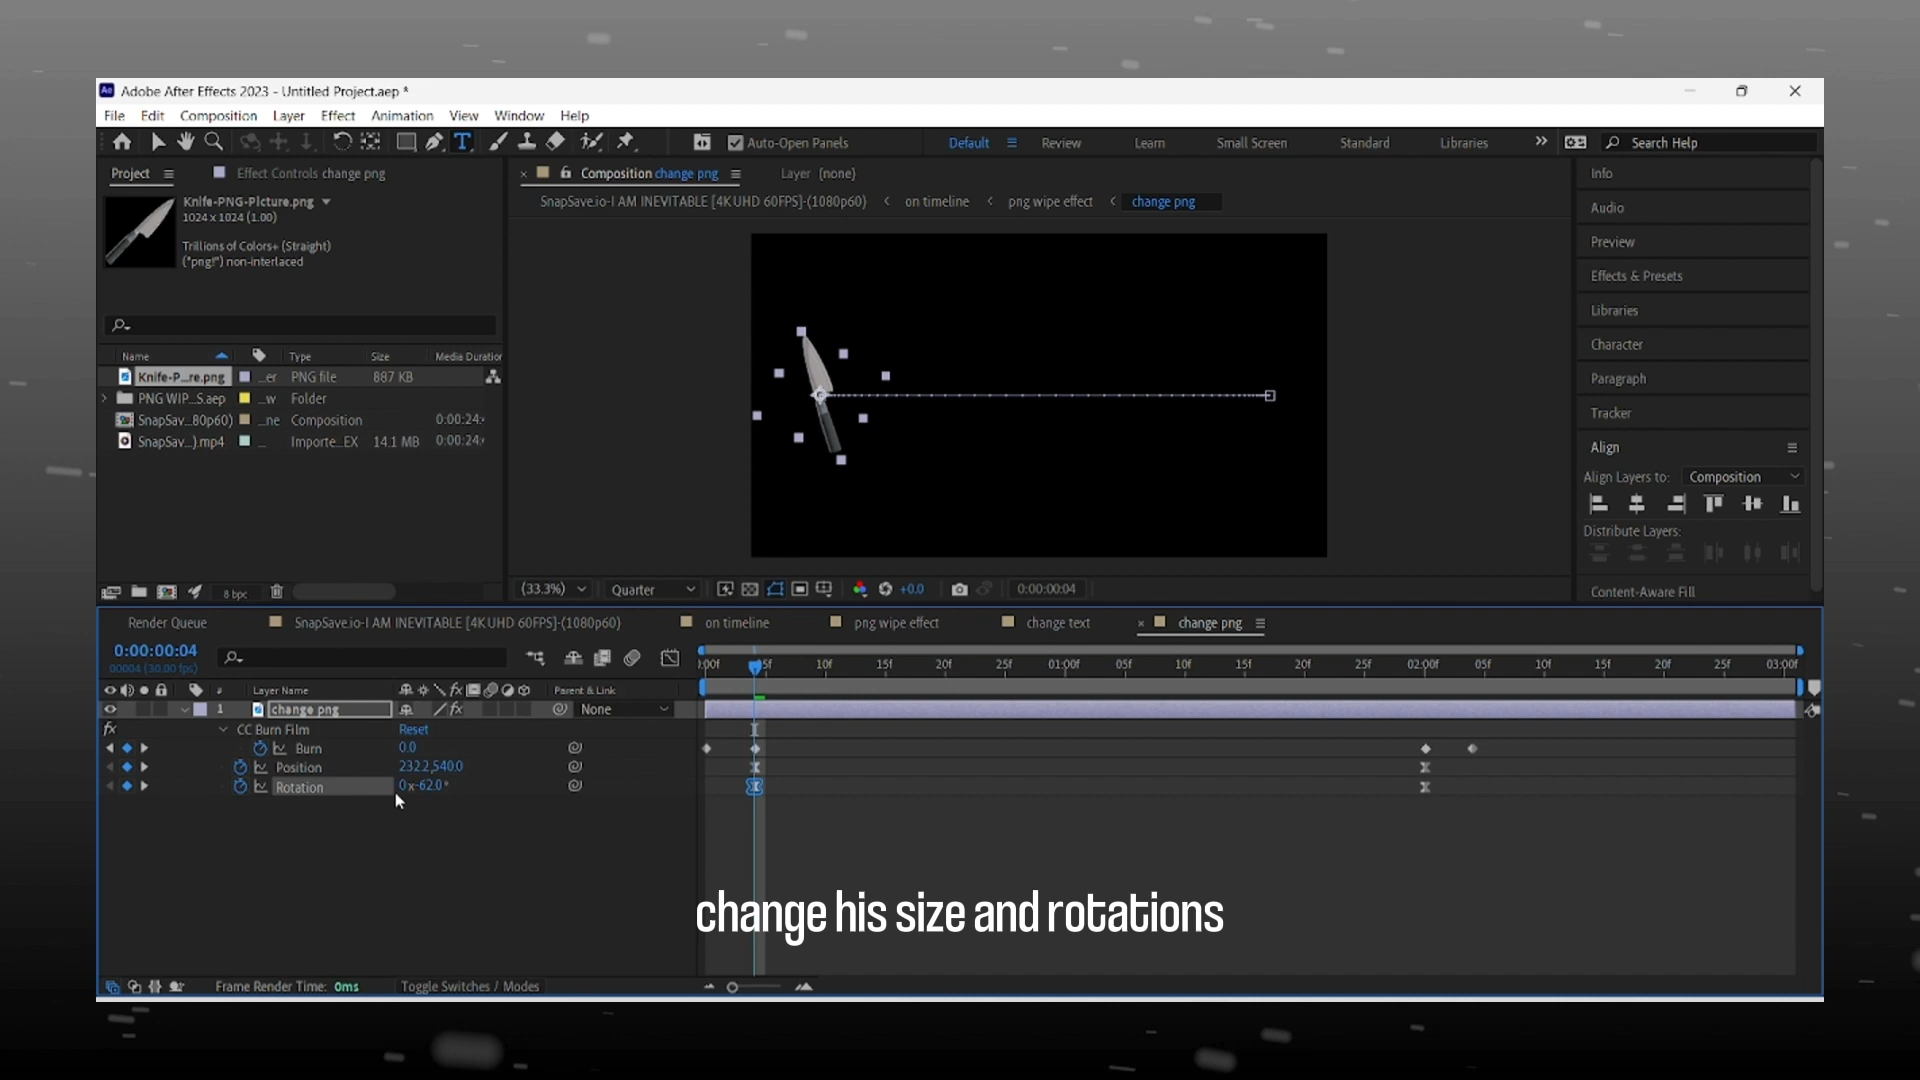 Adobe After Effects 2023 - Untitled Project.aep *
File Edit Composition Layer Effect Animation View Window Help
Auto-Open Panels Default Review Learn Small Screen Standard Libraries Search Help
Project Effect Controls change png
Knife-PNG-Picture.png
1024 x 1024 (1.00)
Trillions of Colors+ (Straight)
("png!") non-interlaced
Name Type Size Media Duration
Knife-P...re.png ...er PNG file 887 KB
PNG WIP...S.aep ...w Folder
SnapSav...80p60) ...ne Composition 0:00:24
SnapSav...).mp4 ... Importe...EX 14.1 MB 0:00:24
8 bpc
Composition change png Layer (none)
SnapSave.io-I AM INEVITABLE [4K UHD 60FPS]-(1080p60) on timeline png wipe effect change png
(33.3%) Quarter +0.0 0:00:00:04
Info
Audio
Preview
Effects & Presets
Libraries
Character
Paragraph
Tracker
Align
Align Layers to: Composition
Distribute Layers:
Content-Aware Fill
Render Queue SnapSave.io-I AM INEVITABLE [4K UHD 60FPS]-(1080p60) on timeline png wipe effect change text change png
0:00:00:04
00004 (30.00 fps)
):00f 05f 10f 15f 20f 25f 01:00f 05f 10f 15f 20f 25f 02:00f 05f 10f 15f 20f 25f 03:00f
# Layer Name Parent & Link
1 change png None
CC Burn Film Reset
Burn 0.0
Position 232.2,540.0
Rotation 0x-62.0°
change his size and rotations
Frame Render Time: 0ms Toggle Switches / Modes